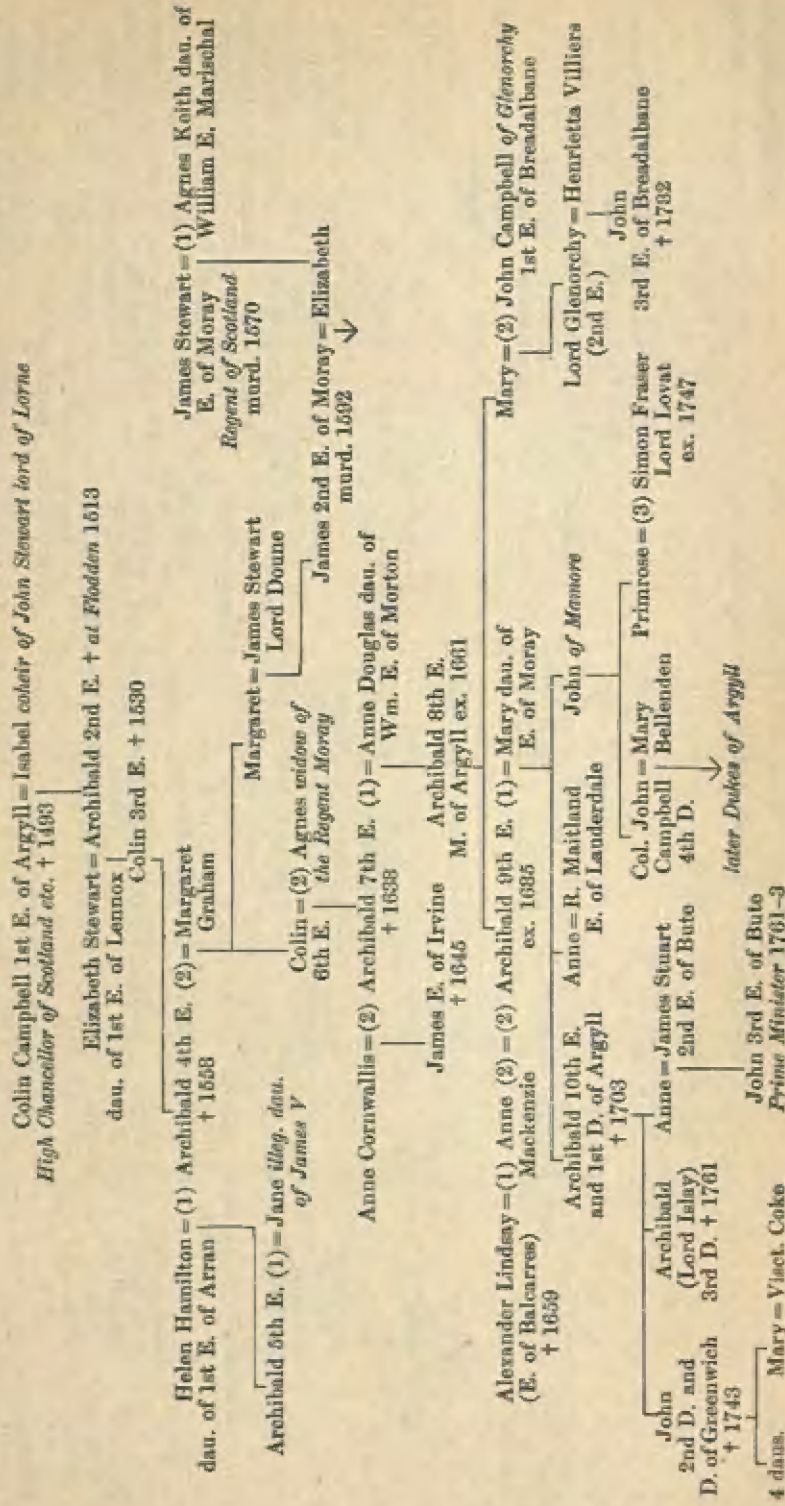 Colin Campbell 1st E. of Argyll = Isabel coheir of John Stewart lord of Lorne
High Chancellor of Scotland etc. † 1493
Elizabeth Stewart = Archibald 2nd E. † at Flodden 1513
dau. of 1st E. of Lennox
Colin 3rd E. † 1530
Helen Hamilton = (1) Archibald 4th E. (2) = Margaret
dau. of 1st E. of Arran
† 1558
Graham
James Stewart = (1) Agnes Keith dau. of
E. of Moray
William E. Marischal
Regent of Scotland
murd. 1570
Archibald 5th E. (1) = Jane illeg. dau.
of James V
Colin = (2) Agnes widow of
6th E.
the Regent Moray
Margaret = James Stewart
Lord Doune
James 2nd E. of Moray = Elizabeth
murd. 1592
Anne Cornwallis = (2) Archibald 7th E. (1) = Anne Douglas dau. of
† 1638
Wm. E. of Morton
James E. of Irvine
† 1645
Archibald 8th E.
M. of Argyll ex. 1661
Alexander Lindsay = (1) Anne (2) = (2) Archibald 9th E. (1) = Mary dau. of
(E. of Balcarres)
Mackenzie
ex. 1685
E. of Moray
† 1659
Mary = (2) John Campbell of Glenorchy
1st E. of Breadalbane
Archibald 10th E.
and 1st D. of Argyll
† 1703
Anne = R. Maitland
E. of Lauderdale
John of Mamore
Lord Glenorchy = Henrietta Villiers
(2nd E.)
John
3rd E. of Breadalbane
† 1782
John
2nd D. and
D. of Greenwich
† 1743
Archibald
(Lord Islay)
3rd D. † 1761
Anne = James Stuart
2nd E. of Bute
Col. John = Mary
Campbell
Bellenden
4th D.
Primrose = (3) Simon Fraser
Lord Lovat
ex. 1747
later Dukes of Argyll
4 daus.
Mary = Visct. Coke
John 3rd E. of Bute
Prime Minister 1761-3